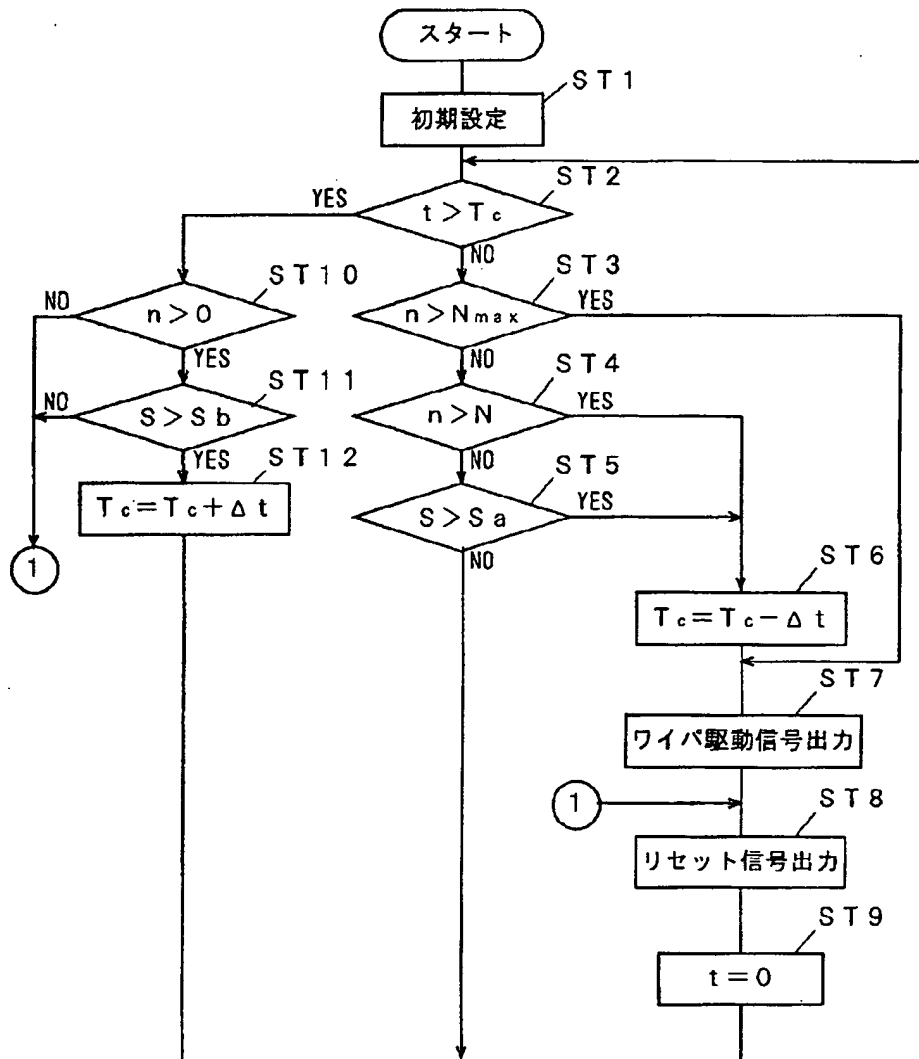 スタート
ST1
初期設定
ST2
YES
t>Tc
NO
ST10
ST3
NO
n>0
n>Nmax
YES
YES
NO
ST11
ST4
NO
S>Sb
n>N
YES
YES
NO
ST12
ST5
Tc=Tc+Δt
S>Sa
YES
NO
1
ST6
Tc=Tc-Δt
ST7
ワイパ駆動信号出力
1
ST8
リセット信号出力
ST9
t=0